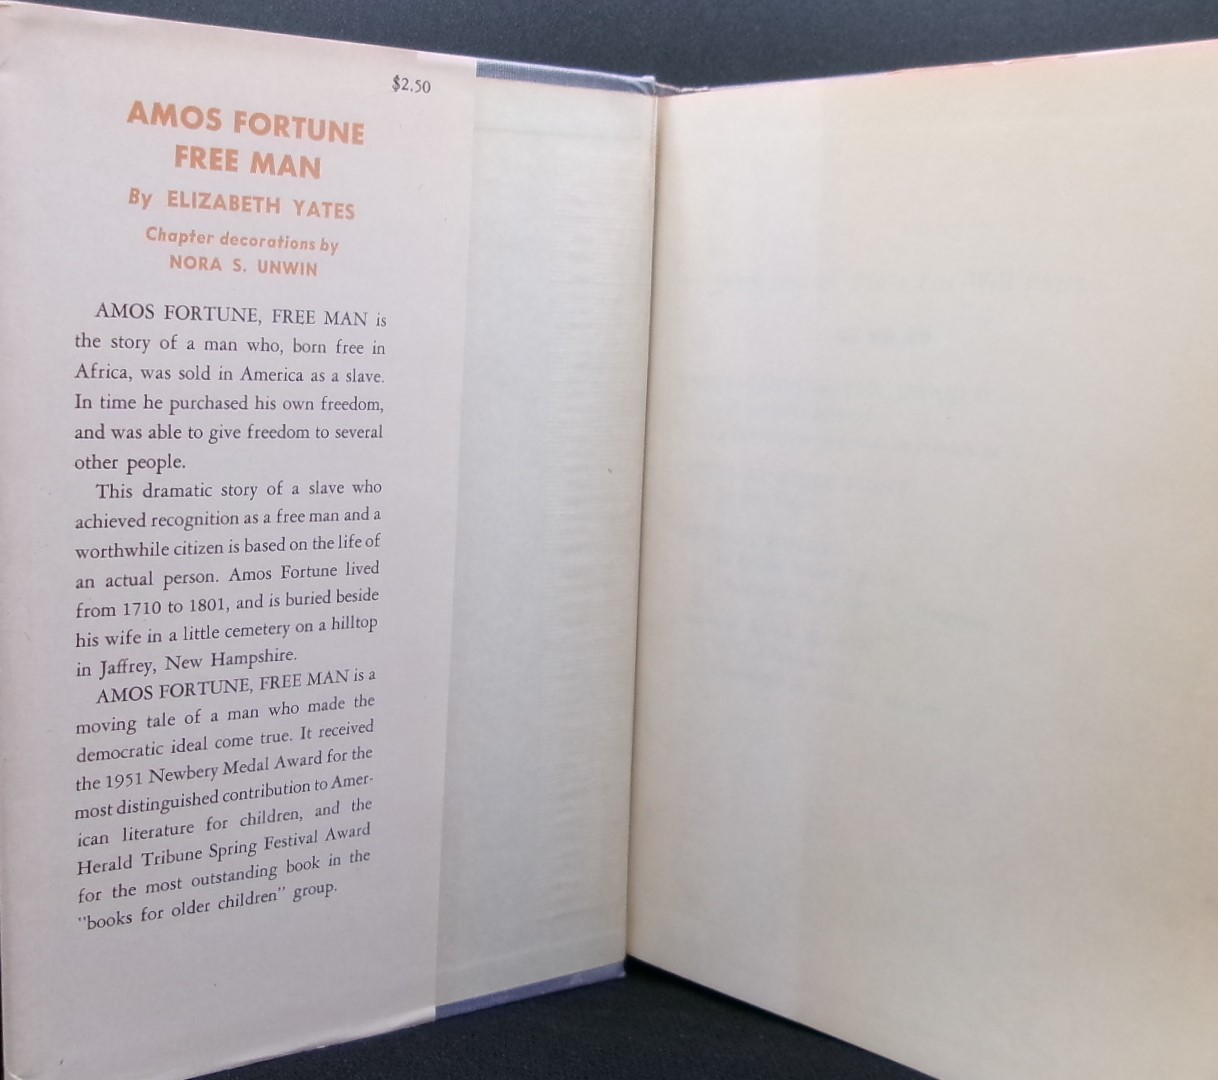 $2.50
AMOS FORTUNE
FREE MAN
By ELIZABETH YATES
Chapter decorations by
NORA S. UNWIN
AMOS FORTUNE, FREE MAN is
the story of a man who, born free in
Africa, was sold in America as a slave.
In time he purchased his own freedom,
and was able to give freedom to several
other people.
This dramatic story of a slave who
achieved recognition as a free man and a
worthwhile citizen is based on the life of
an actual person. Amos Fortune lived
from 1710 to 1801, and is buried beside
his wife in a little cemetery on a hilltop
in Jaffrey, New Hampshire.
AMOS FORTUNE, FREE MAN is a
moving tale of a man who made the
democratic ideal come true. It received
the 1951 Newbery Medal Award for the
most distinguished contribution to Amer-
ican literature for children, and the
Herald Tribune Spring Festival Award
for the most outstanding book in the
"books for older children" group.